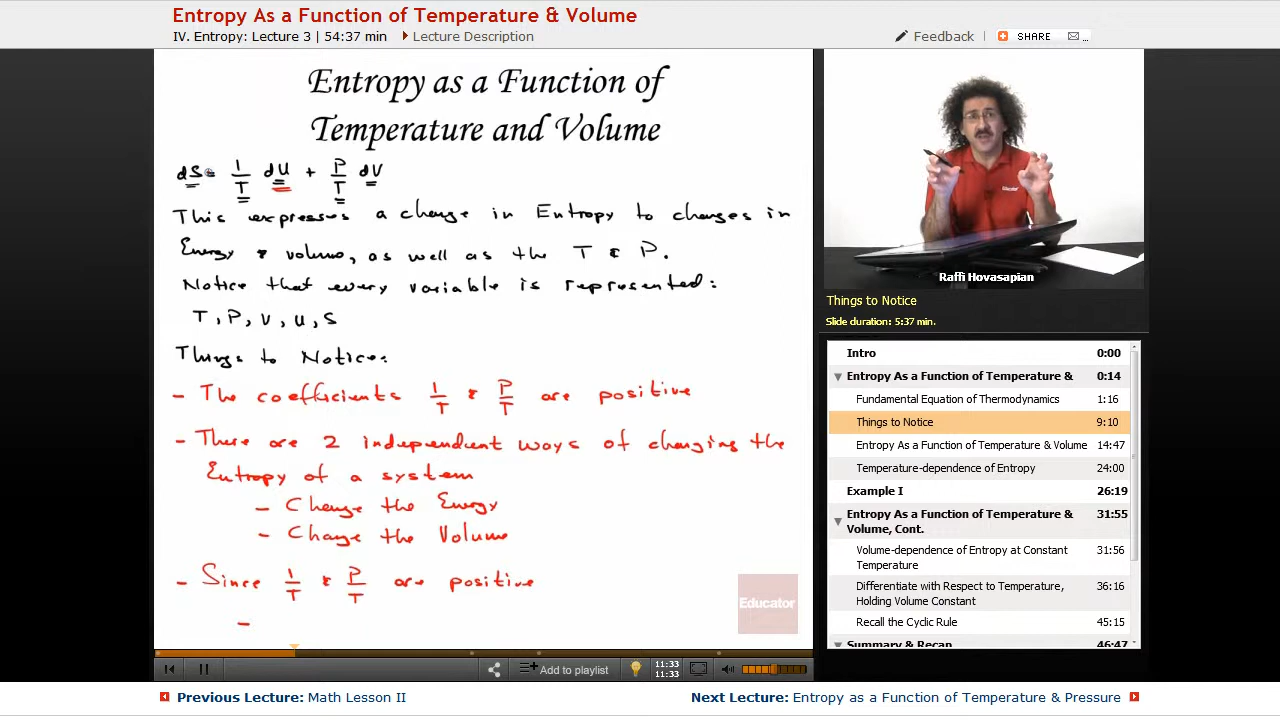 Entropy As a Function of Temperature & Volume
IV. Entropy: Lecture 3 | 54:37 min
Lecture Description
Feedback
SHARE
...
Entropy as a Function of
Temperature and Volume
dS = 1/T dU + P/T dV
This expresses a change in Entropy to changes in
Energy & volume, as well as the T & P.
Notice that every variable is represented:
T, P, V, U, S
Things to Notice:
- The coefficients 1/T & P/T are positive
- There are 2 independent ways of changing the
Entropy of a system
- Change the Energy
- Change the Volume
- Since 1/T & P/T are positive
-
Educator
Educator
Raffi Hovasapian
Things to Notice
Slide duration: 5:37 min.
Intro 0:00
Entropy As a Function of Temperature & 0:14
Fundamental Equation of Thermodynamics 1:16
Things to Notice 9:10
Entropy As a Function of Temperature & Volume 14:47
Temperature-dependence of Entropy 24:00
Example I 26:19
Entropy As a Function of Temperature & 31:55
Volume, Cont.
Volume-dependence of Entropy at Constant 31:56
Temperature
Differentiate with Respect to Temperature, 36:16
Holding Volume Constant
Recall the Cyclic Rule 45:15
Summary & Recap 46:47
Add to playlist
11:33
11:33
Previous Lecture: Math Lesson II
Next Lecture: Entropy as a Function of Temperature & Pressure